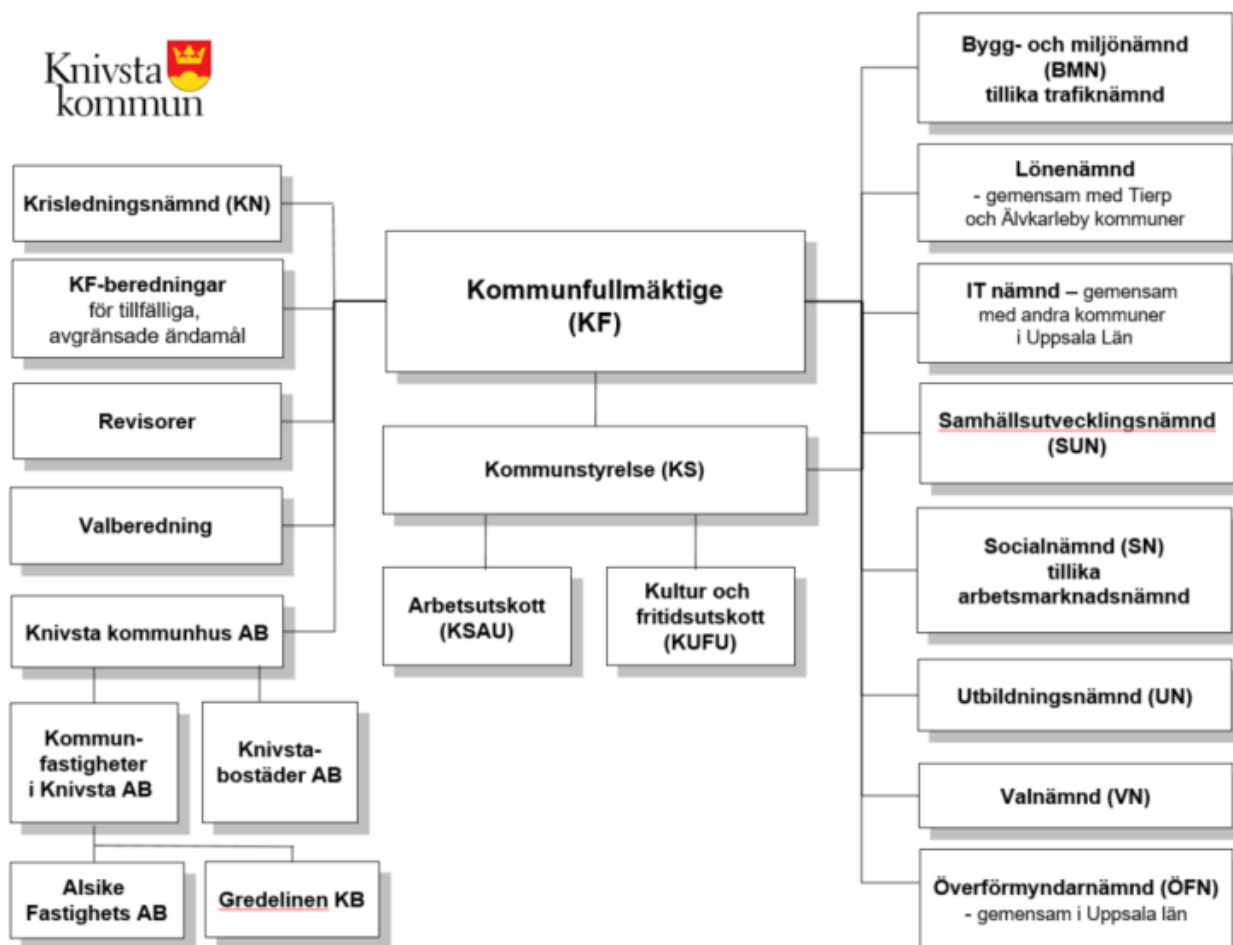 Knivsta
kommun
Krisledningsnämnd (KN)
KF-beredningar
för tillfälliga,
avgränsade ändamål
Revisorer
Valberedning
Knivsta kommunhus AB
Kommun-
fastigheter
i Knivsta AB
Knivsta-
bostäder AB
Alsike
Fastighets AB
Gredelinen KB
Kommunfullmäktige
(KF)
Kommunstyrelse (KS)
Arbetsutskott
(KSAU)
Kultur och
fritidsutskott
(KUFU)
Bygg- och miljönämnd
(BMN)
tillika trafiknämnd
Lönenämnd
- gemensam med Tierp
och Älvkarleby kommuner
IT nämnd – gemensam
med andra kommuner
i Uppsala Län
Samhällsutvecklingsnämnd
(SUN)
Socialnämnd (SN)
tillika
arbetsmarknadsnämnd
Utbildningsnämnd (UN)
Valnämnd (VN)
Överförmyndarnämnd (ÖFN)
- gemensam i Uppsala län